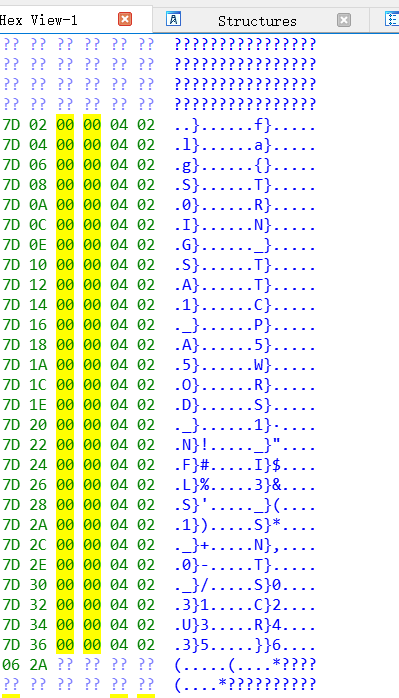 Hex View-1 Structures
?? ?? ?? ?? ?? ?? ????????????????
?? ?? ?? ?? ?? ?? ????????????????
?? ?? ?? ?? ?? ?? ????????????????
?? ?? ?? ?? ?? ?? ????????????????
7D 02 00 00 04 02 ..}......f}.....
7D 04 00 00 04 02 .l}......a}.....
7D 06 00 00 04 02 .g}......{}.....
7D 08 00 00 04 02 .S}......T}.....
7D 0A 00 00 04 02 .0}......R}.....
7D 0C 00 00 04 02 .I}......N}.....
7D 0E 00 00 04 02 .G}......_}.....
7D 10 00 00 04 02 .S}......T}.....
7D 12 00 00 04 02 .A}......T}.....
7D 14 00 00 04 02 .1}......C}.....
7D 16 00 00 04 02 ._}......P}.....
7D 18 00 00 04 02 .A}......5}.....
7D 1A 00 00 04 02 .5}......W}.....
7D 1C 00 00 04 02 .O}......R}.....
7D 1E 00 00 04 02 .D}......S}.....
7D 20 00 00 04 02 ._}......1}.....
7D 22 00 00 04 02 .N}!....._}"....
7D 24 00 00 04 02 .F}#.....I}$....
7D 26 00 00 04 02 .L}%.....3}&....
7D 28 00 00 04 02 .S}'....._}(....
7D 2A 00 00 04 02 .1}).....S}*....
7D 2C 00 00 04 02 ._}+.....N},....
7D 2E 00 00 04 02 .0}-.....T}.....
7D 30 00 00 04 02 ._}/.....S}0....
7D 32 00 00 04 02 .3}1.....C}2....
7D 34 00 00 04 02 .U}3.....R}4....
7D 36 00 00 04 02 .3}5.....}}6....
06 2A ?? ?? ?? ?? (.....(....*????
?? ?? ?? ?? ?? ?? (....*??????????